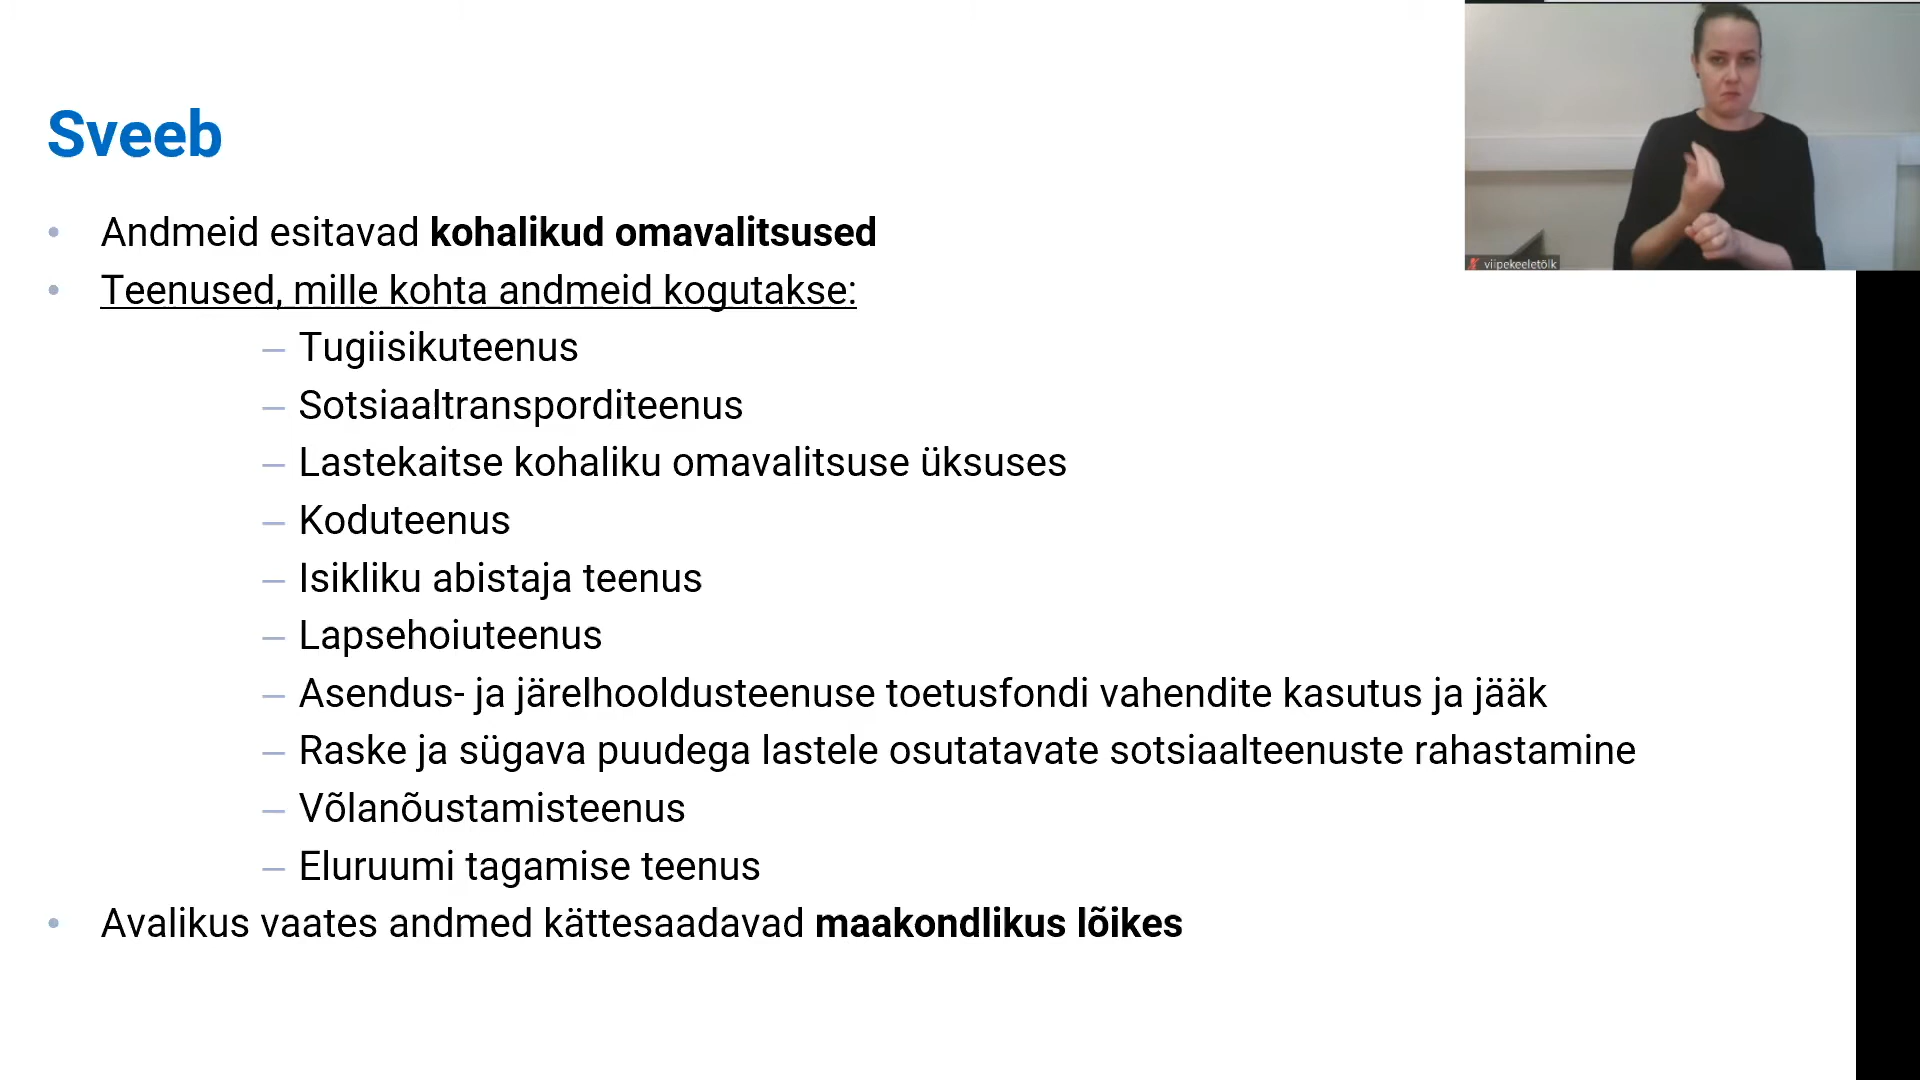 Sveeb
• Andmeid esitavad kohalikud omavalitsused
• Teenused, mille kohta andmeid kogutakse:
– Tugiisikuteenus
– Sotsiaaltransporditeenus
– Lastekaitse kohaliku omavalitsuse üksuses
– Koduteenus
– Isikliku abistaja teenus
– Lapsehoiuteenus
– Asendus- ja järelhooldusteenuse toetusfondi vahendite kasutus ja jääk
– Raske ja sügava puudega lastele osutatavate sotsiaalteenuste rahastamine
– Võlanõustamisteenus
– Eluruumi tagamise teenus
• Avalikus vaates andmed kättesaadavad maakondlikus lõikes
viipekeeletõlk